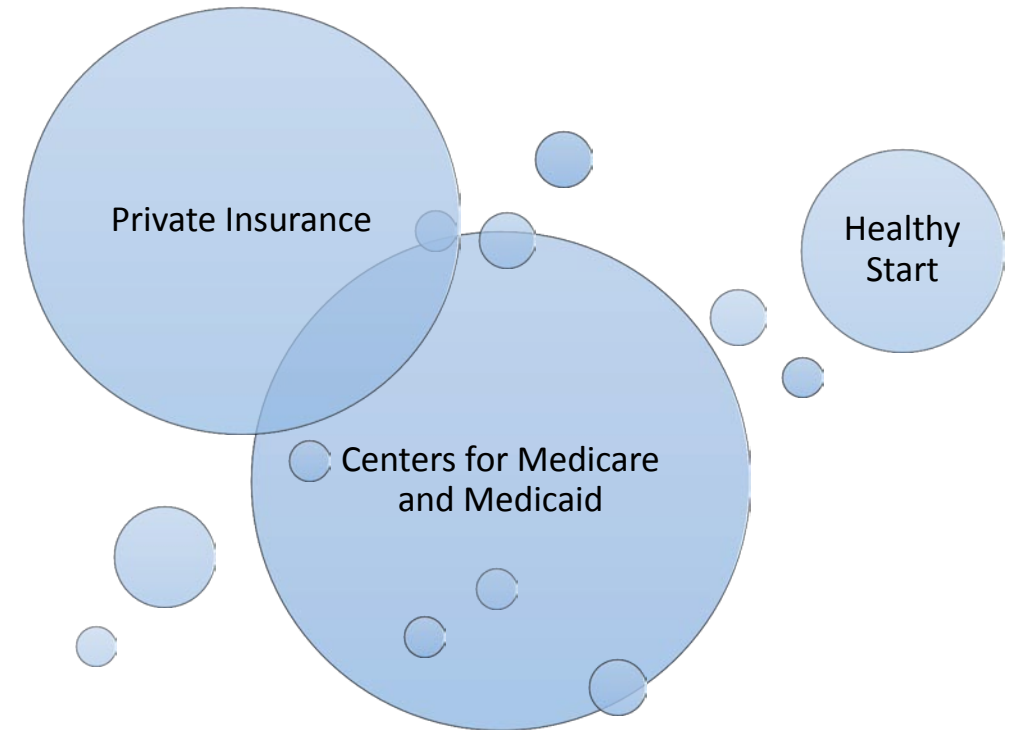 Private Insurance
Healthy
Start
Centers for Medicare
and Medicaid